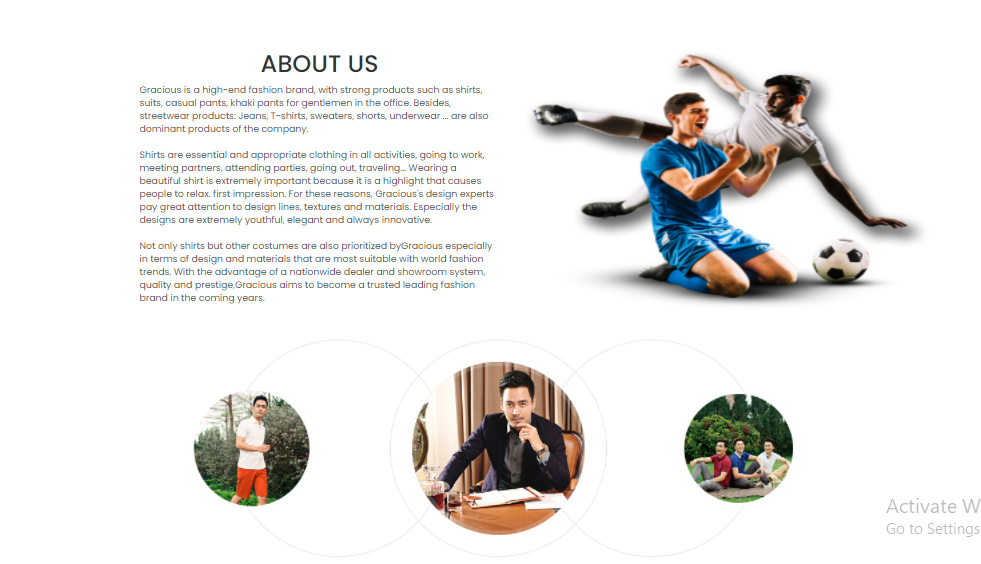 ABOUT US
Gracious is a high-end fashion brand, with strong products such as shirts,
suits, casual pants, khaki pants for gentlemen in the office. Besides,
streetwear products: Jeans, T-shirts, sweaters, shorts, underwear ... are also
dominant products of the company.
Shirts are essential and appropriate clothing in all activities, going to work,
meeting partners, attending parties, going out, traveling... Wearing a
beautiful shirt is extremely important because it is a highlight that causes
people to relax. first impression. For these reasons, Gracious's design experts
pay great attention to design lines, textures and materials. Especially the
designs are extremely youthful, elegant and always innovative.
Not only shirts but other costumes are also prioritized byGracious especially
in terms of design and materials that are most suitable with world fashion
trends. With the advantage of a nationwide dealer and showroom system,
quality and prestige,Gracious aims to become a trusted leading fashion
brand in the coming years.
Activate W
Go to Settings